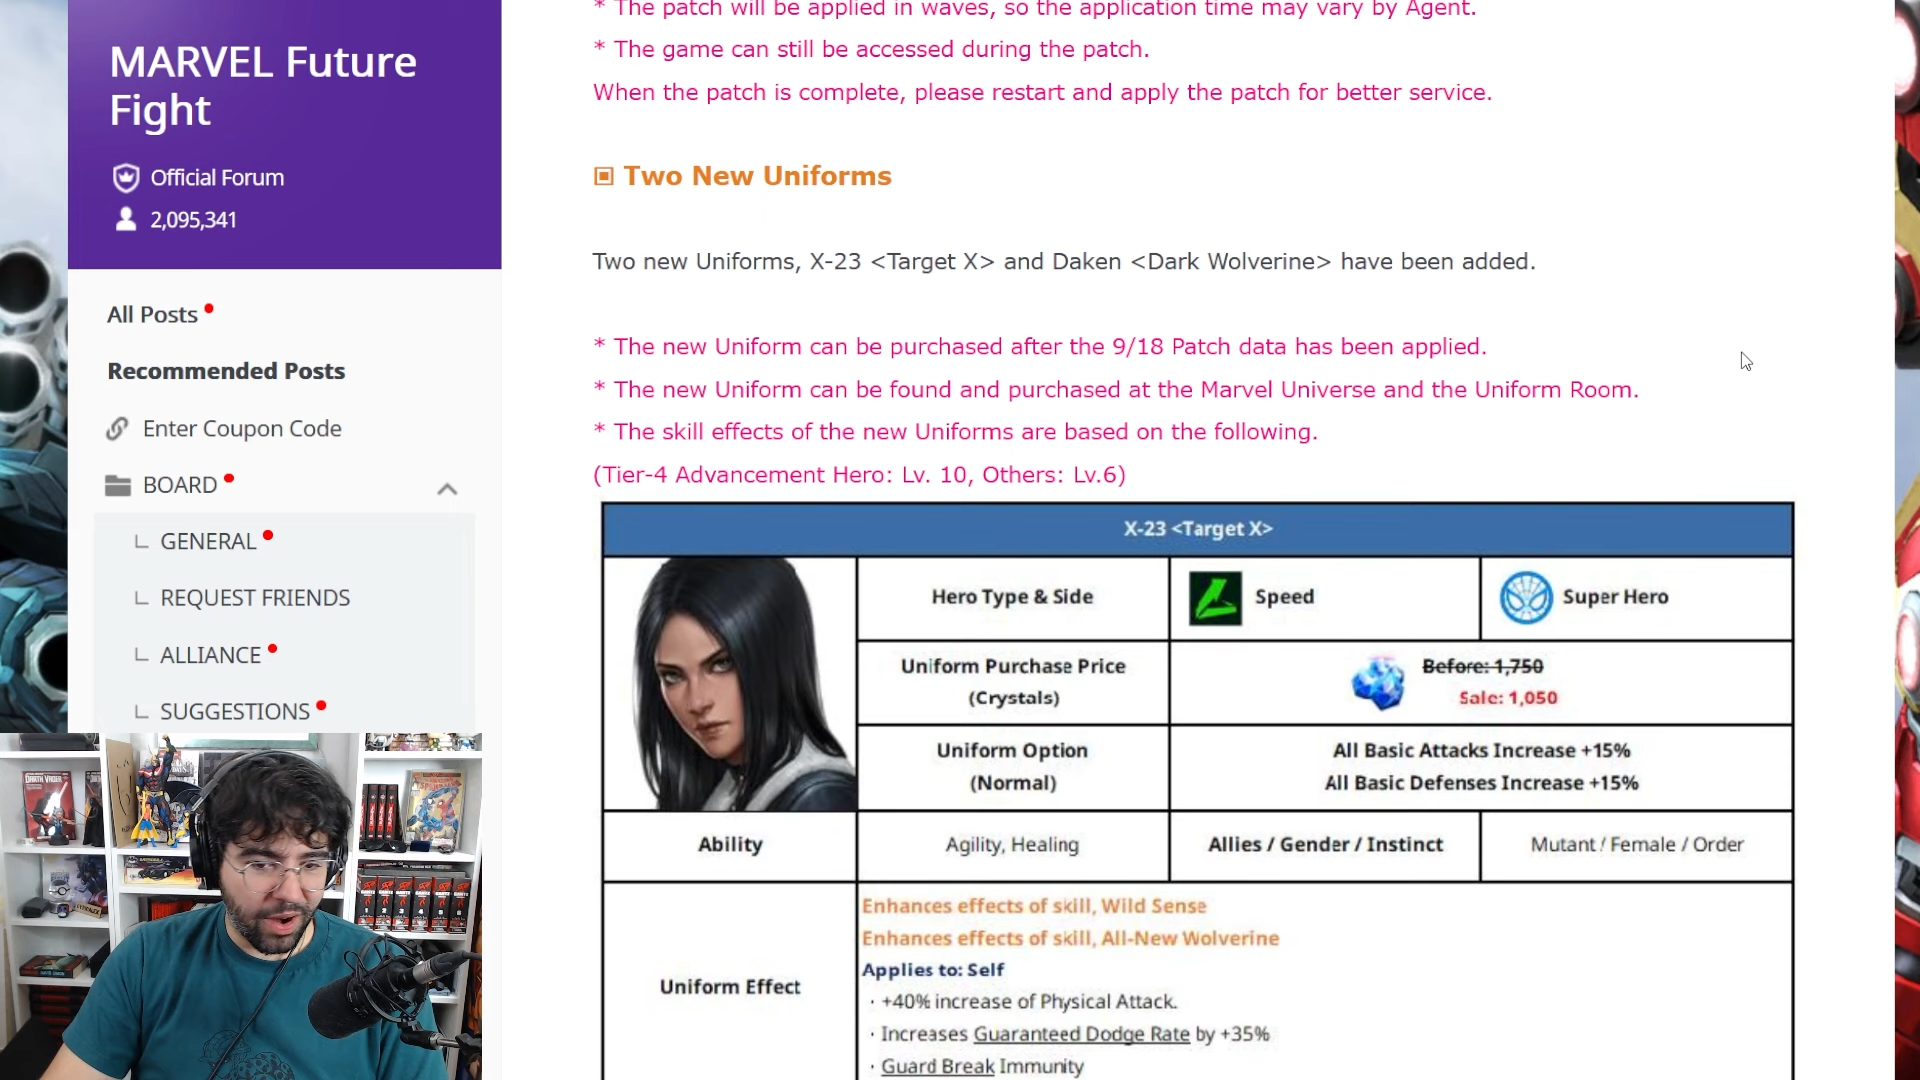 * The patch will be applied in waves, so the application time may vary by Agent.
* The game can still be accessed during the patch.
When the patch is complete, please restart and apply the patch for better service.
MARVEL Future
Fight
Official Forum
2,095,341
All Posts
Recommended Posts
Enter Coupon Code
BOARD
GENERAL
REQUEST FRIENDS
ALLIANCE
SUGGESTIONS
Two New Uniforms
Two new Uniforms, X-23 <Target X> and Daken <Dark Wolverine> have been added.
* The new Uniform can be purchased after the 9/18 Patch data has been applied.
* The new Uniform can be found and purchased at the Marvel Universe and the Uniform Room.
* The skill effects of the new Uniforms are based on the following.
(Tier-4 Advancement Hero: Lv. 10, Others: Lv.6)
X-23 <Target X>
Hero Type & Side
Speed
Super Hero
Uniform Purchase Price
(Crystals)
Before: 1,750
Sale: 1,050
Uniform Option
(Normal)
All Basic Attacks Increase +15%
All Basic Defenses Increase +15%
Ability
Agility, Healing
Allies / Gender / Instinct
Mutant / Female / Order
Uniform Effect
Enhances effects of skill, Wild Sense
Enhances effects of skill, All-New Wolverine
Applies to: Self
· +40% increase of Physical Attack.
· Increases Guaranteed Dodge Rate by +35%
· Guard Break Immunity
DARTH VADER